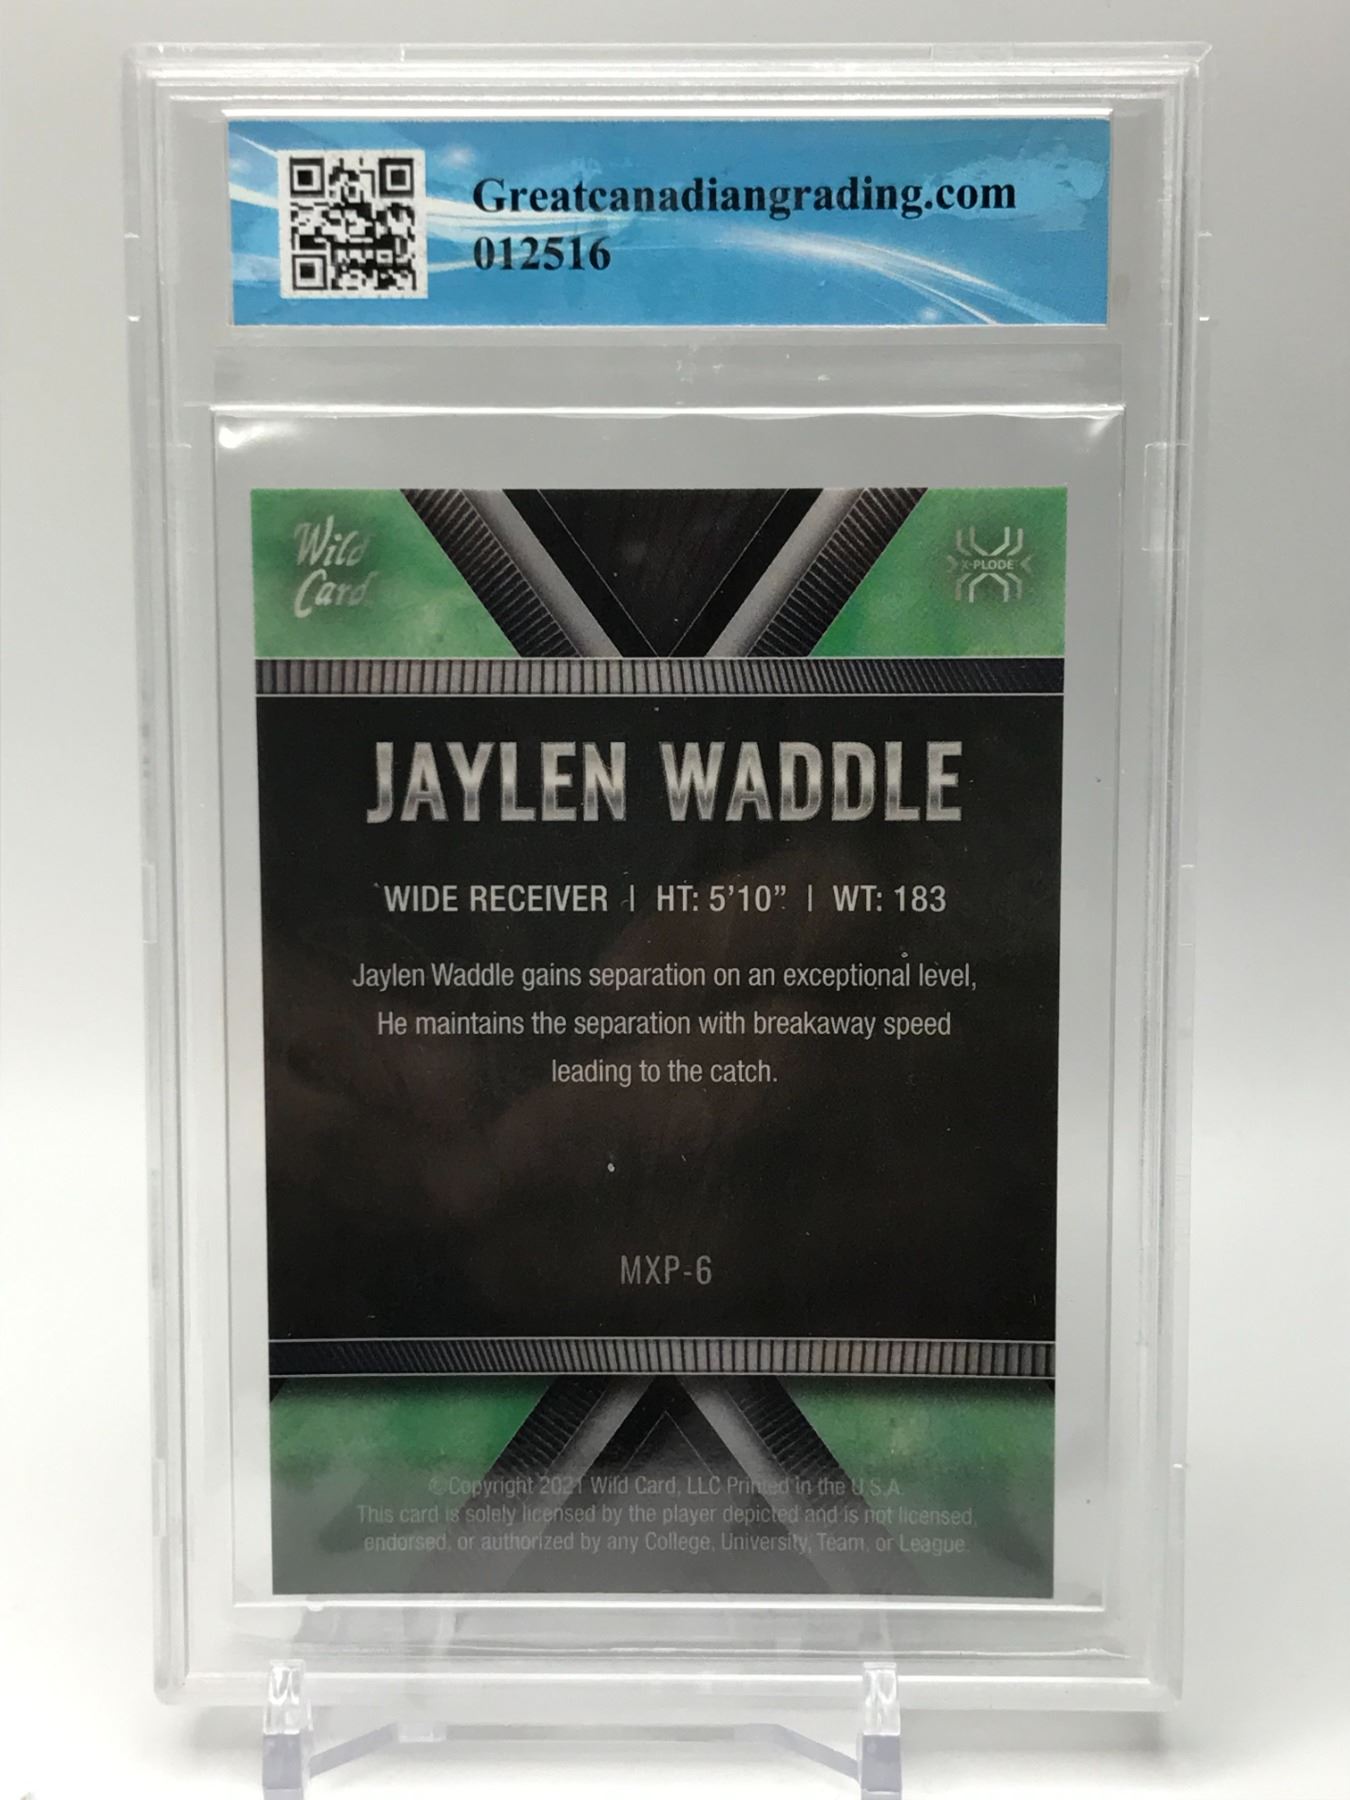 Greatcanadiangrading.com
012516
Wild
Card
X-PLODE
JAYLEN WADDLE
WIDE RECEIVER | HT: 5'10" | WT: 183
Jaylen Waddle gains separation on an exceptional level,
He maintains the separation with breakaway speed
leading to the catch.
MXP-6
©Copyright 2021 Wild Card, LLC Printed in the U.S.A.
This card is solely licensed by the player depicted and is not licensed,
endorsed, or authorized by any College, University, Team, or League.